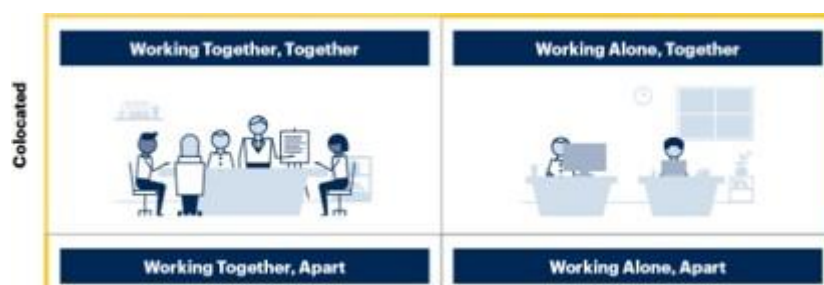 Working Together, Together
Working Alone, Together
Colocated
Working Together, Apart
Working Alone, Apart